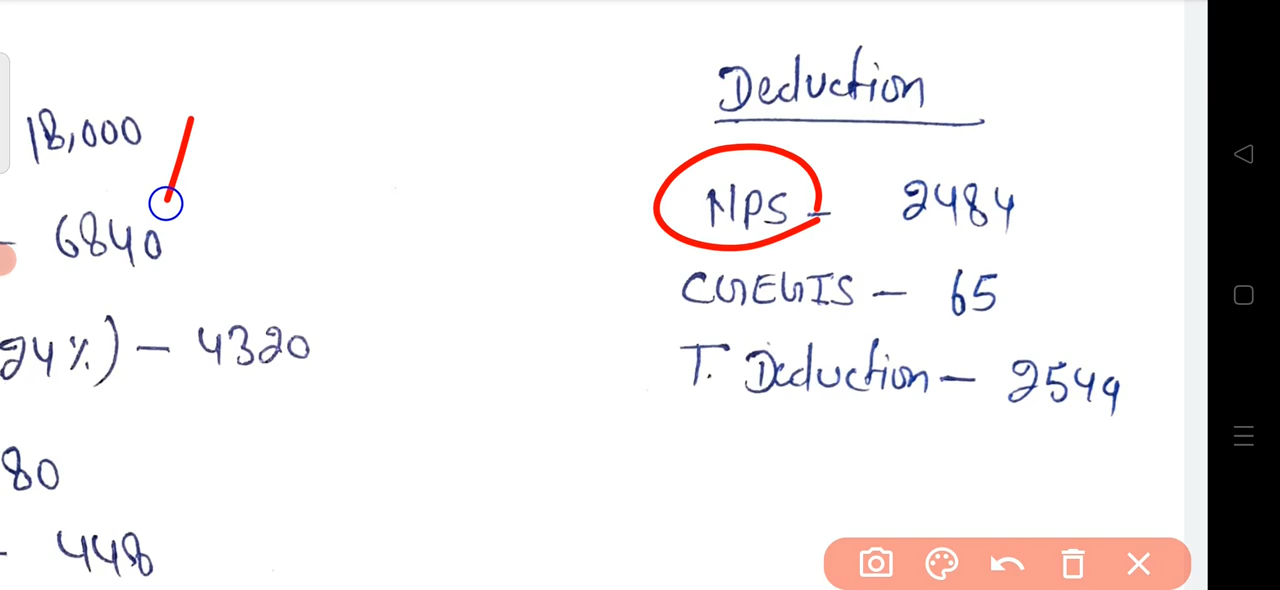 Deduction
18,000
NPS - 2484
- 6840
CGEGIS - 65
24%) - 4320
T. Deduction - 2549
80
- 448